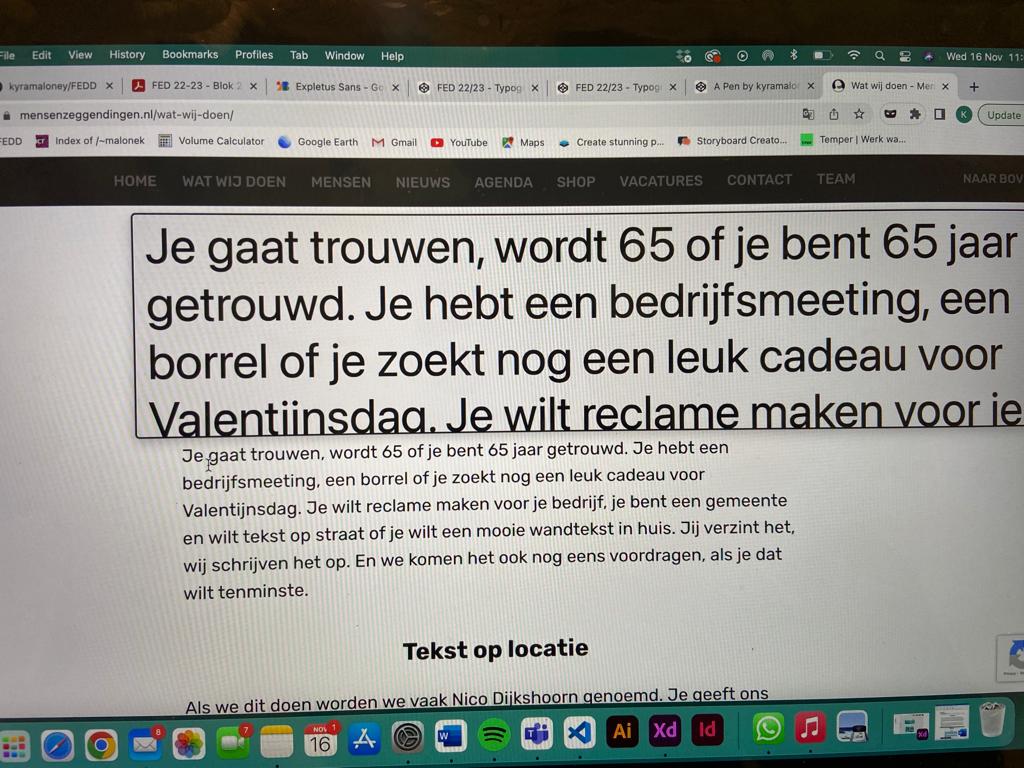 File Edit View History Bookmarks Profiles Tab Window Help Wed 16 Nov 11:
kyramaloney/FEDD FED 22-23 - Blok 2 Expletus Sans - Go FED 22/23 - Typog FED 22/23 - Typog A Pen by kyramalon Wat wij doen - Men
mensenzeggendingen.nl/wat-wij-doen/ K Update
FEDD Index of /~malonek Volume Calculator Google Earth Gmail YouTube Maps Create stunning p... Storyboard Creato... Temper | Werk wa...
HOME WAT WIJ DOEN MENSEN NIEUWS AGENDA SHOP VACATURES CONTACT TEAM NAAR BOV
Je gaat trouwen, wordt 65 of je bent 65 jaar
getrouwd. Je hebt een bedrijfsmeeting, een
borrel of je zoekt nog een leuk cadeau voor
Valentijnsdag. Je wilt reclame maken voor je
Je gaat trouwen, wordt 65 of je bent 65 jaar getrouwd. Je hebt een
bedrijfsmeeting, een borrel of je zoekt nog een leuk cadeau voor
Valentijnsdag. Je wilt reclame maken voor je bedrijf, je bent een gemeente
en wilt tekst op straat of je wilt een mooie wandtekst in huis. Jij verzint het,
wij schrijven het op. En we komen het ook nog eens voordragen, als je dat
wilt tenminste.
Tekst op locatie
Als we dit doen worden we vaak Nico Dijkshoorn genoemd. Je geeft ons
8 7 NOV 1
16 W Ai Xd Id